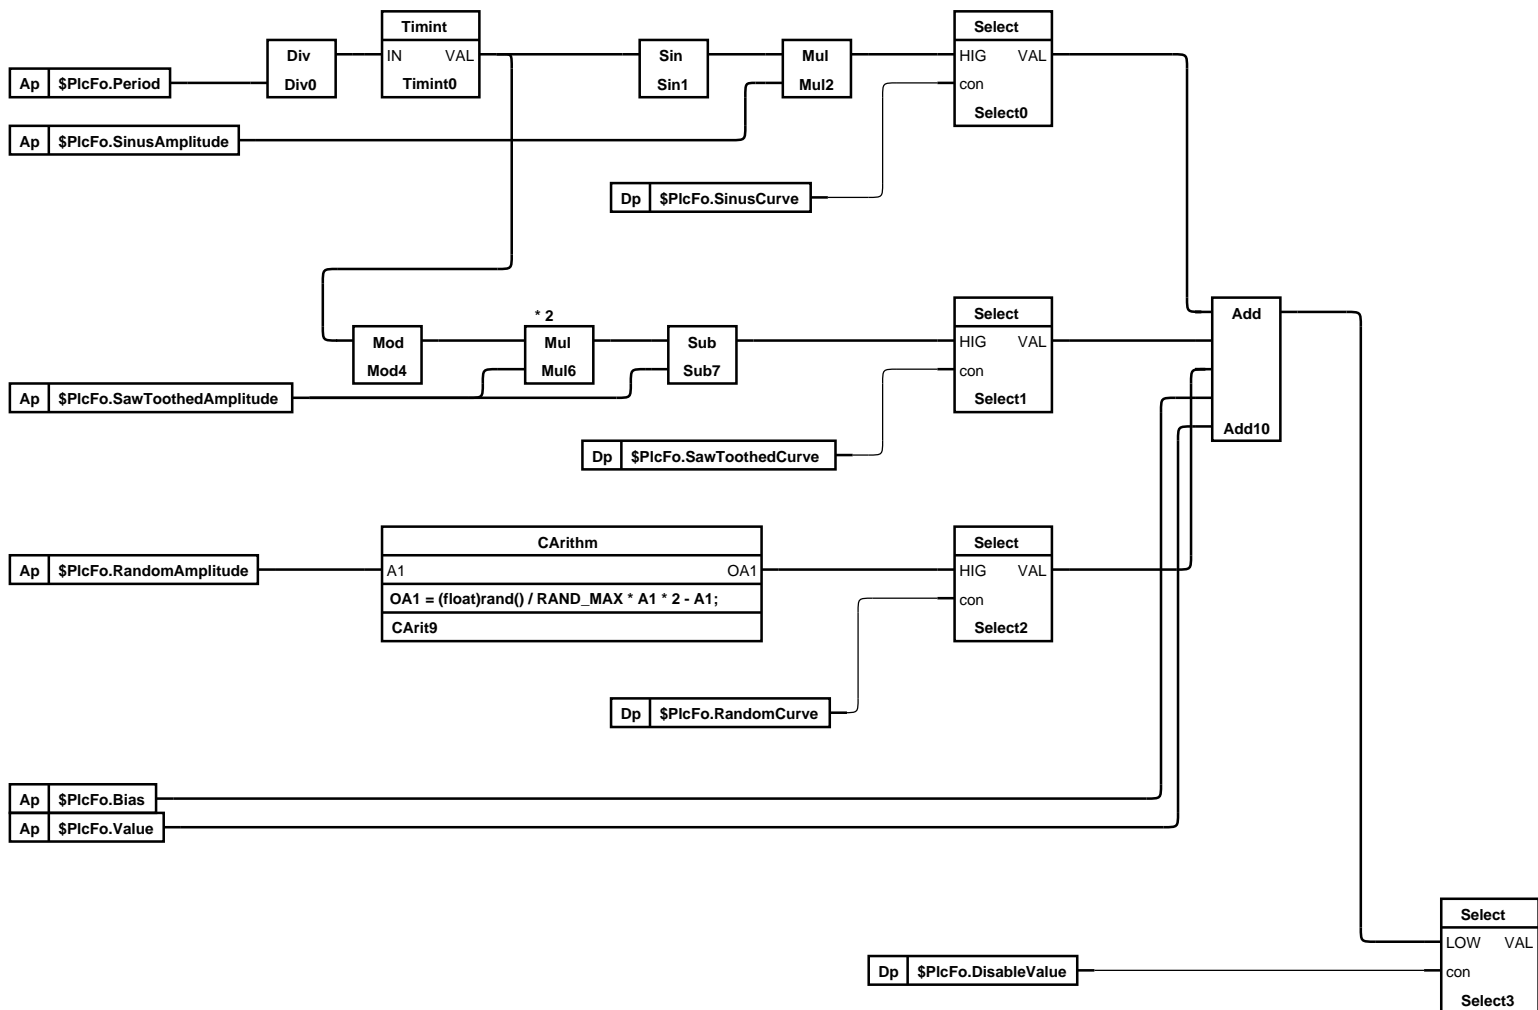 Timint
Select
Div
IN VAL
Sin
Mul
HIG VAL
Ap $PlcFo.Period
Div0
Timint0
Sin1
Mul2
con
Select0
Ap $PlcFo.SinusAmplitude
Dp $PlcFo.SinusCurve
* 2
Select
Add
Mod
Mul
Sub
HIG VAL
Mod4
Mul6
Sub7
con
Ap $PlcFo.SawToothedAmplitude
Select1
Add10
Dp $PlcFo.SawToothedCurve
CArithm
Select
Ap $PlcFo.RandomAmplitude
A1 OA1
HIG VAL
OA1 = (float)rand() / RAND_MAX * A1 * 2 - A1;
con
CArit9
Select2
Dp $PlcFo.RandomCurve
Ap $PlcFo.Bias
Ap $PlcFo.Value
Select
LOW VAL
Dp $PlcFo.DisableValue
con
Select3